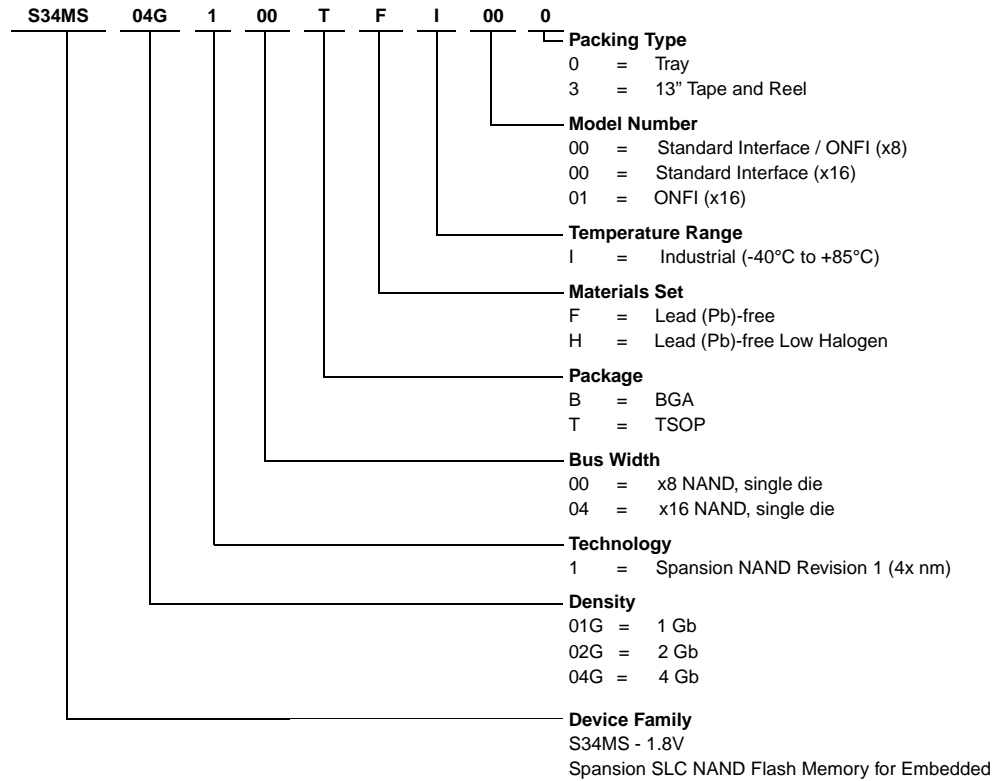 S34MS 04G 1 00 T F I 00 0
Packing Type
0 = Tray
3 = 13” Tape and Reel
Model Number
00 = Standard Interface / ONFI (x8)
00 = Standard Interface (x16)
01 = ONFI (x16)
Temperature Range
I = Industrial (-40°C to +85°C)
Materials Set
F = Lead (Pb)-free
H = Lead (Pb)-free Low Halogen
Package
B = BGA
T = TSOP
Bus Width
00 = x8 NAND, single die
04 = x16 NAND, single die
Technology
1 = Spansion NAND Revision 1 (4x nm)
Density
01G = 1 Gb
02G = 2 Gb
04G = 4 Gb
Device Family
S34MS - 1.8V
Spansion SLC NAND Flash Memory for Embedded